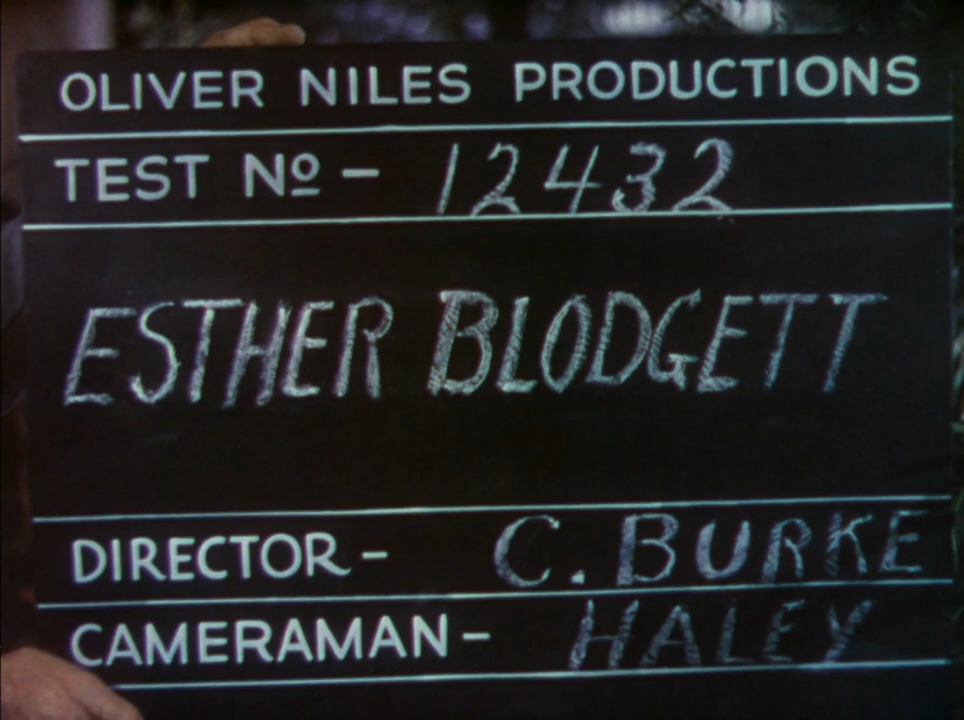 OLIVER NILES PRODUCTIONS
TEST Nº - 12432
ESTHER BLODGETT
DIRECTOR - C. BURKE
CAMERAMAN - HALEY